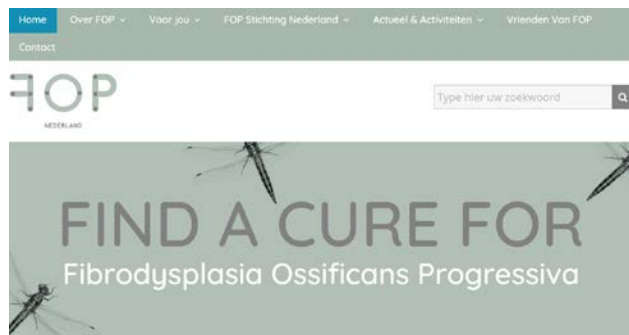 Home Over FOP Voor jou FOP Stichting Nederland Actueel & Activiteiten Vrienden Van FOP
Contact
FOP
NEDERLAND
Type hier uw zoekwoord
FIND A CURE FOR
Fibrodysplasia Ossificans Progressiva